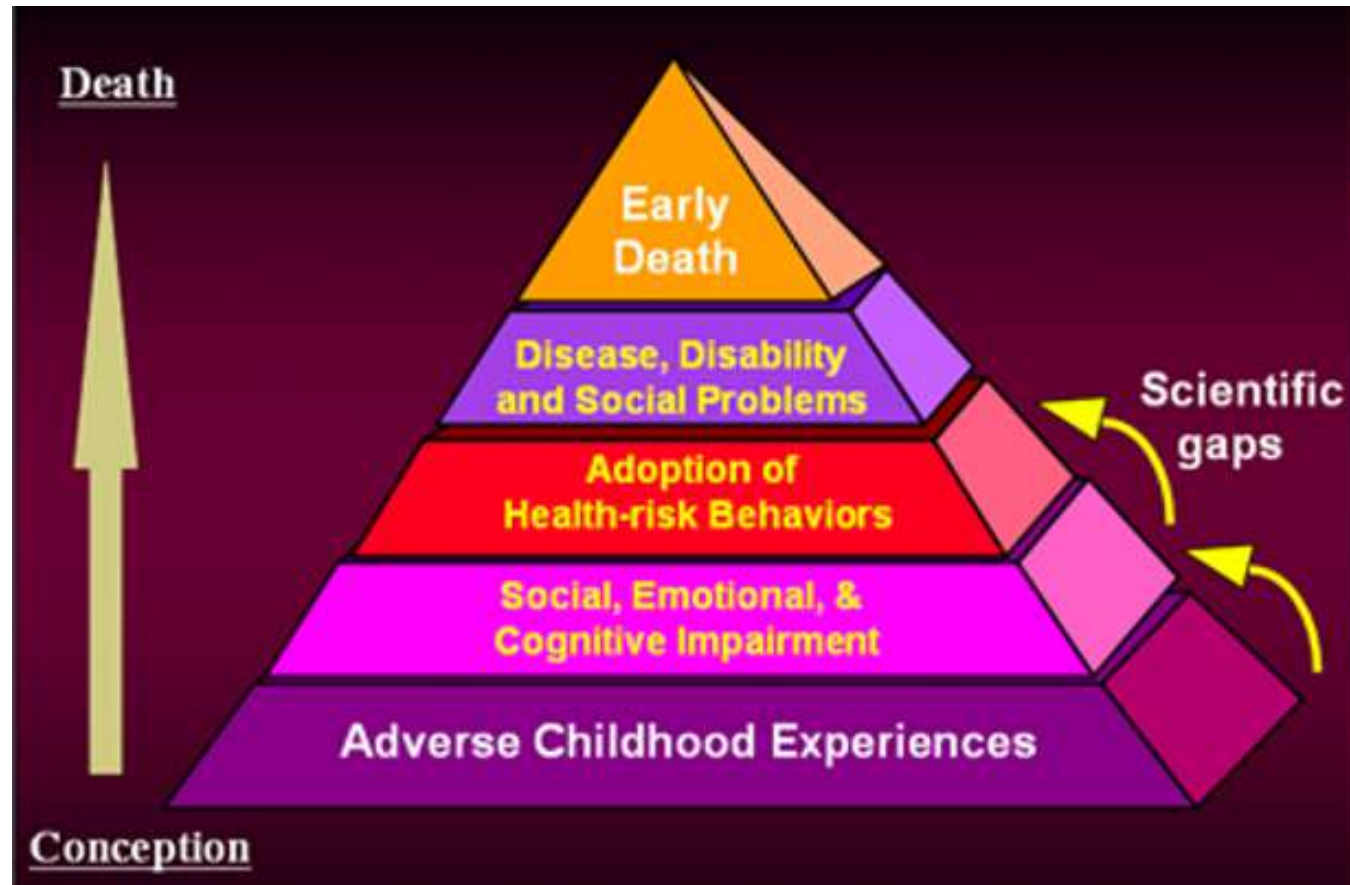 Death
Early
Death
Disease, Disability
and Social Problems
Scientific
gaps
Adoption of
Health-risk Behaviors
Social, Emotional, &
Cognitive Impairment
Adverse Childhood Experiences
Conception